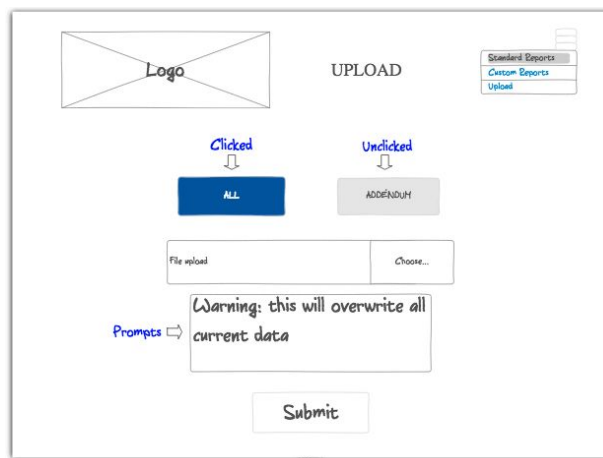 Logo
UPLOAD
Standard Reports
Custom Reports
Upload
Clicked
Unclicked
ALL
ADDENDUM
File upload
Choose...
Warning: this will overwrite all
current data
Prompts
Submit